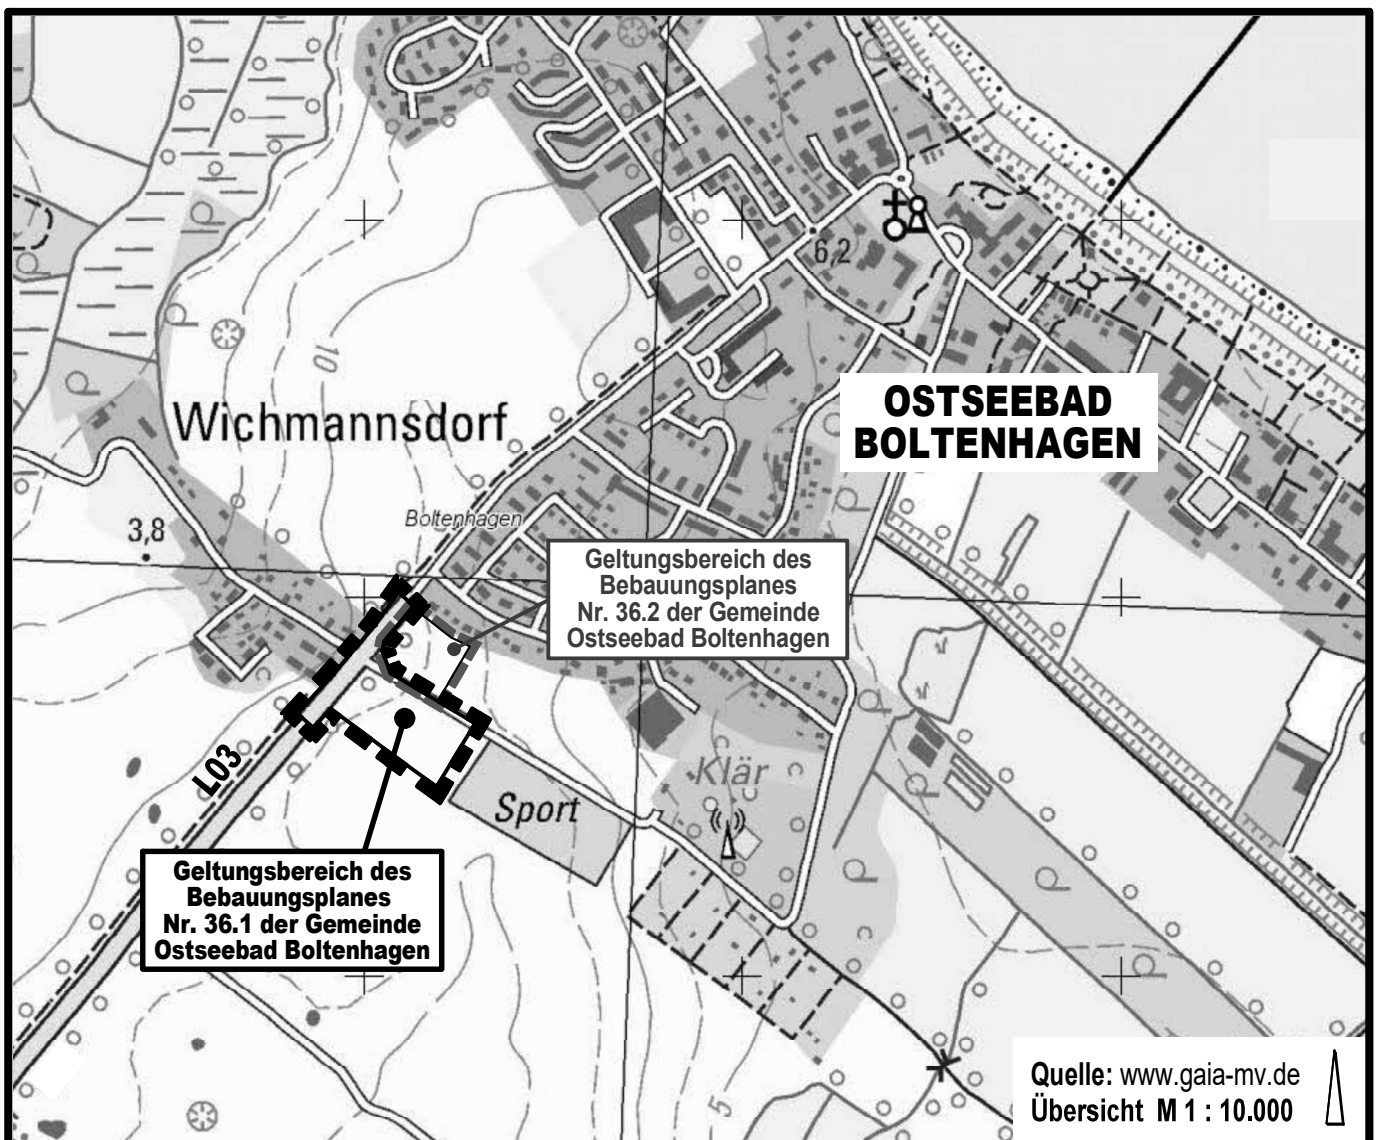 6,2
10
Wichmannsdorf
OSTSEEBAD
BOLTENHAGEN
3,8
Boltenhagen
Geltungsbereich des
Bebauungsplanes
Nr. 36.2 der Gemeinde
Ostseebad Boltenhagen
L03
Klär
Sport
Geltungsbereich des
Bebauungsplanes
Nr. 36.1 der Gemeinde
Ostseebad Boltenhagen
5
Quelle: www.gaia-mv.de
Übersicht M 1 : 10.000